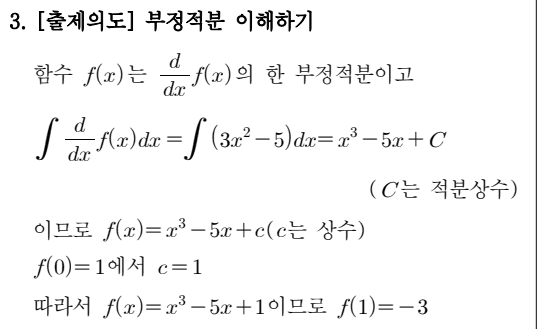 3. [출제의도] 부정적분 이해하기
함수 f(x)는 d/dx f(x)의 한 부정적분이고
∫ d/dx f(x)dx = ∫(3x² − 5)dx = x³ − 5x + C
( C는 적분상수)
이므로 f(x) = x³ − 5x + c(c는 상수)
f(0) = 1에서 c = 1
따라서 f(x) = x³ − 5x + 1이므로 f(1) = −3